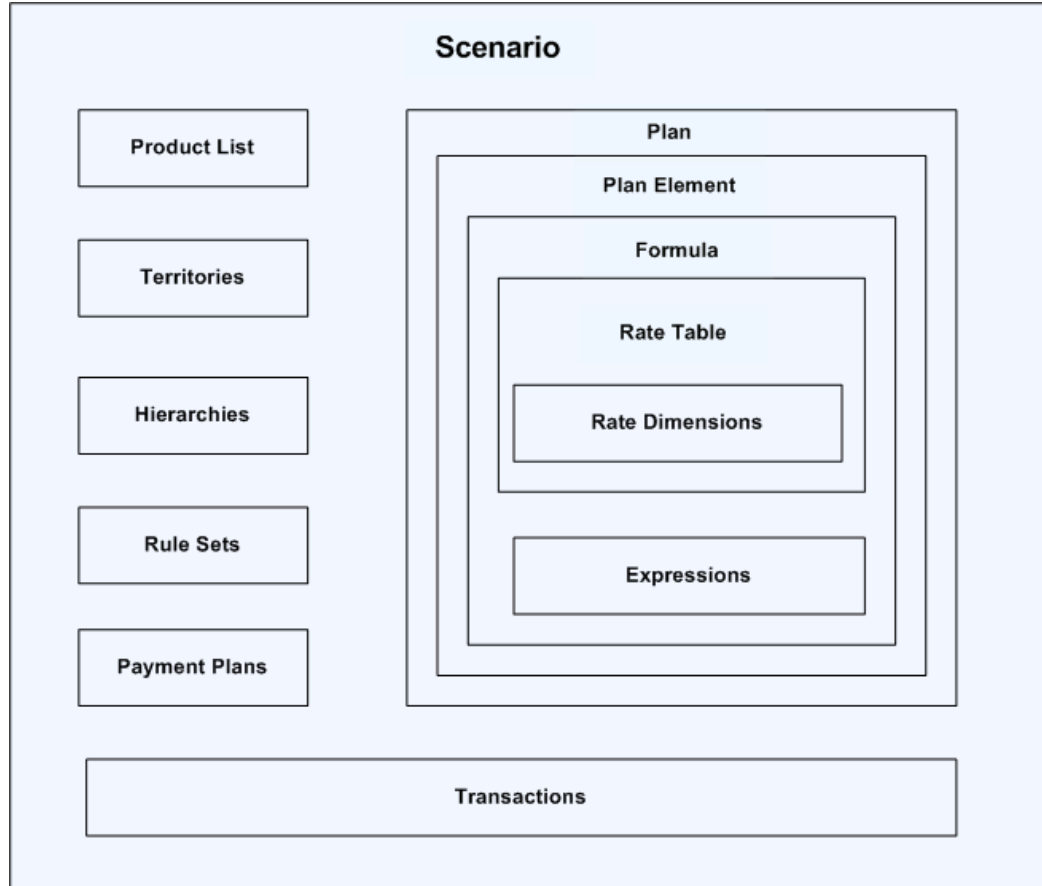 Scenario
Product List
Territories
Hierarchies
Rule Sets
Payment Plans
Plan
Plan Element
Formula
Rate Table
Rate Dimensions
Expressions
Transactions